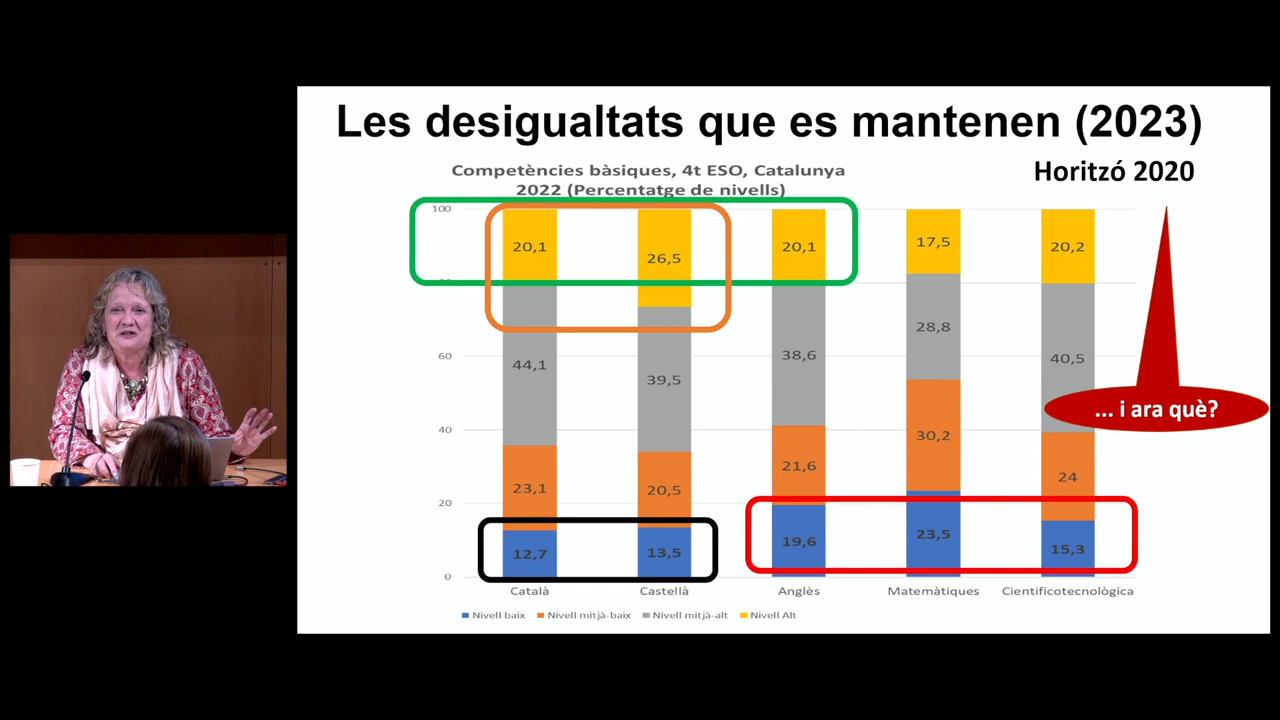 Les desigualtats que es mantenen (2023)
Competències bàsiques, 4t ESO, Catalunya
2022 (Percentatge de nivells)
Horitzó 2020
100
20,1
26,5
20,1
17,5
20,2
60
44,1
39,5
38,6
28,8
40,5
... i ara què?
40
23,1
20,5
21,6
30,2
24
20
12,7
13,5
19,6
23,5
15,3
0
Català
Castellà
Anglès
Matemàtiques
Cientificotecnològica
Nivell baix
Nivell mitjà-baix
Nivell mitjà-alt
Nivell Alt